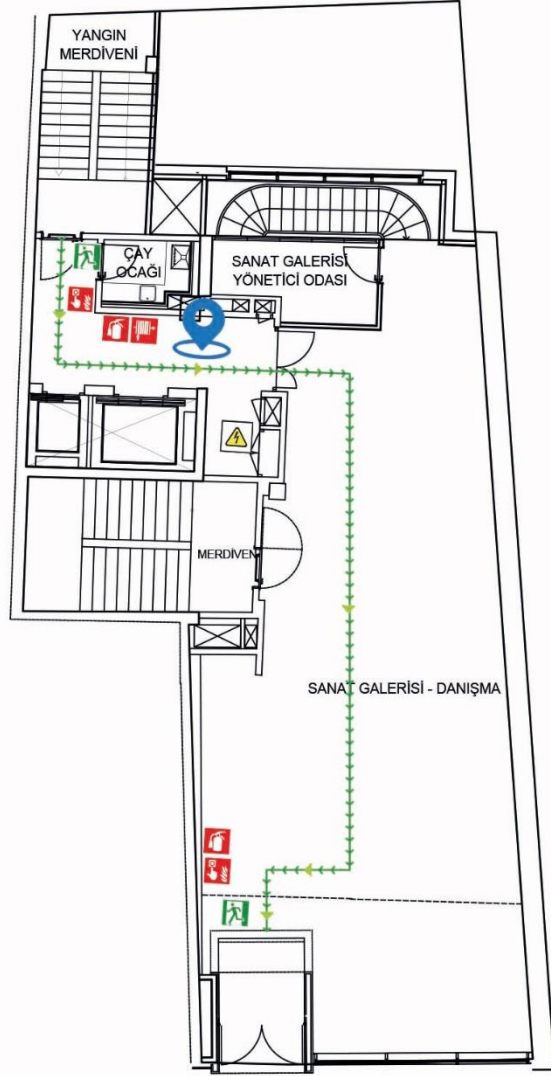 YANGIN
MERDİVENİ
ÇAY
OCAĞI
SANAT GALERİSİ
YÖNETİCİ ODASI
MERDİVEN
SANAT GALERİSİ - DANIŞMA